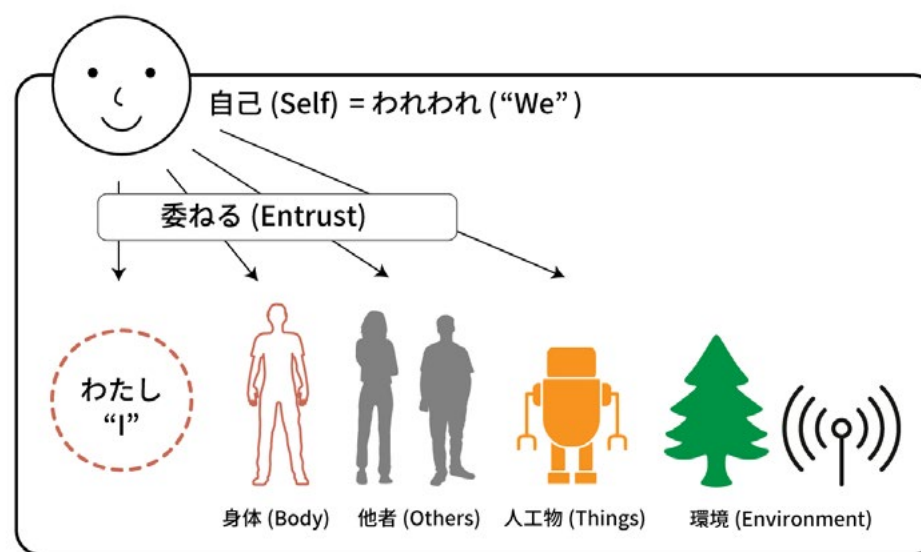 自己 (Self) = われわれ (“We”)
委ねる (Entrust)
わたし
“I”
身体 (Body)
他者 (Others)
人工物 (Things)
環境 (Environment)